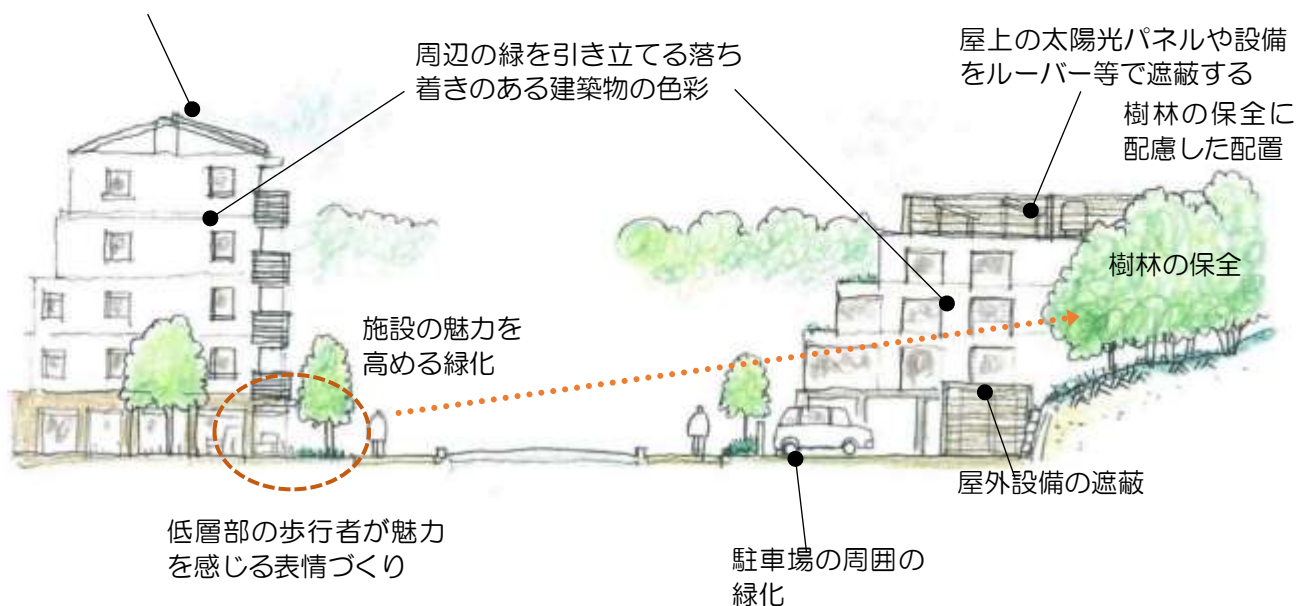 周辺の緑を引き立てる落ち
着きのある建築物の色彩
屋上の太陽光パネルや設備
をルーバー等で遮蔽する
樹林の保全に
配慮した配置
樹林の保全
施設の魅力を
高める緑化
屋外設備の遮蔽
低層部の歩行者が魅力
を感じる表情づくり
駐車場の周囲の
緑化